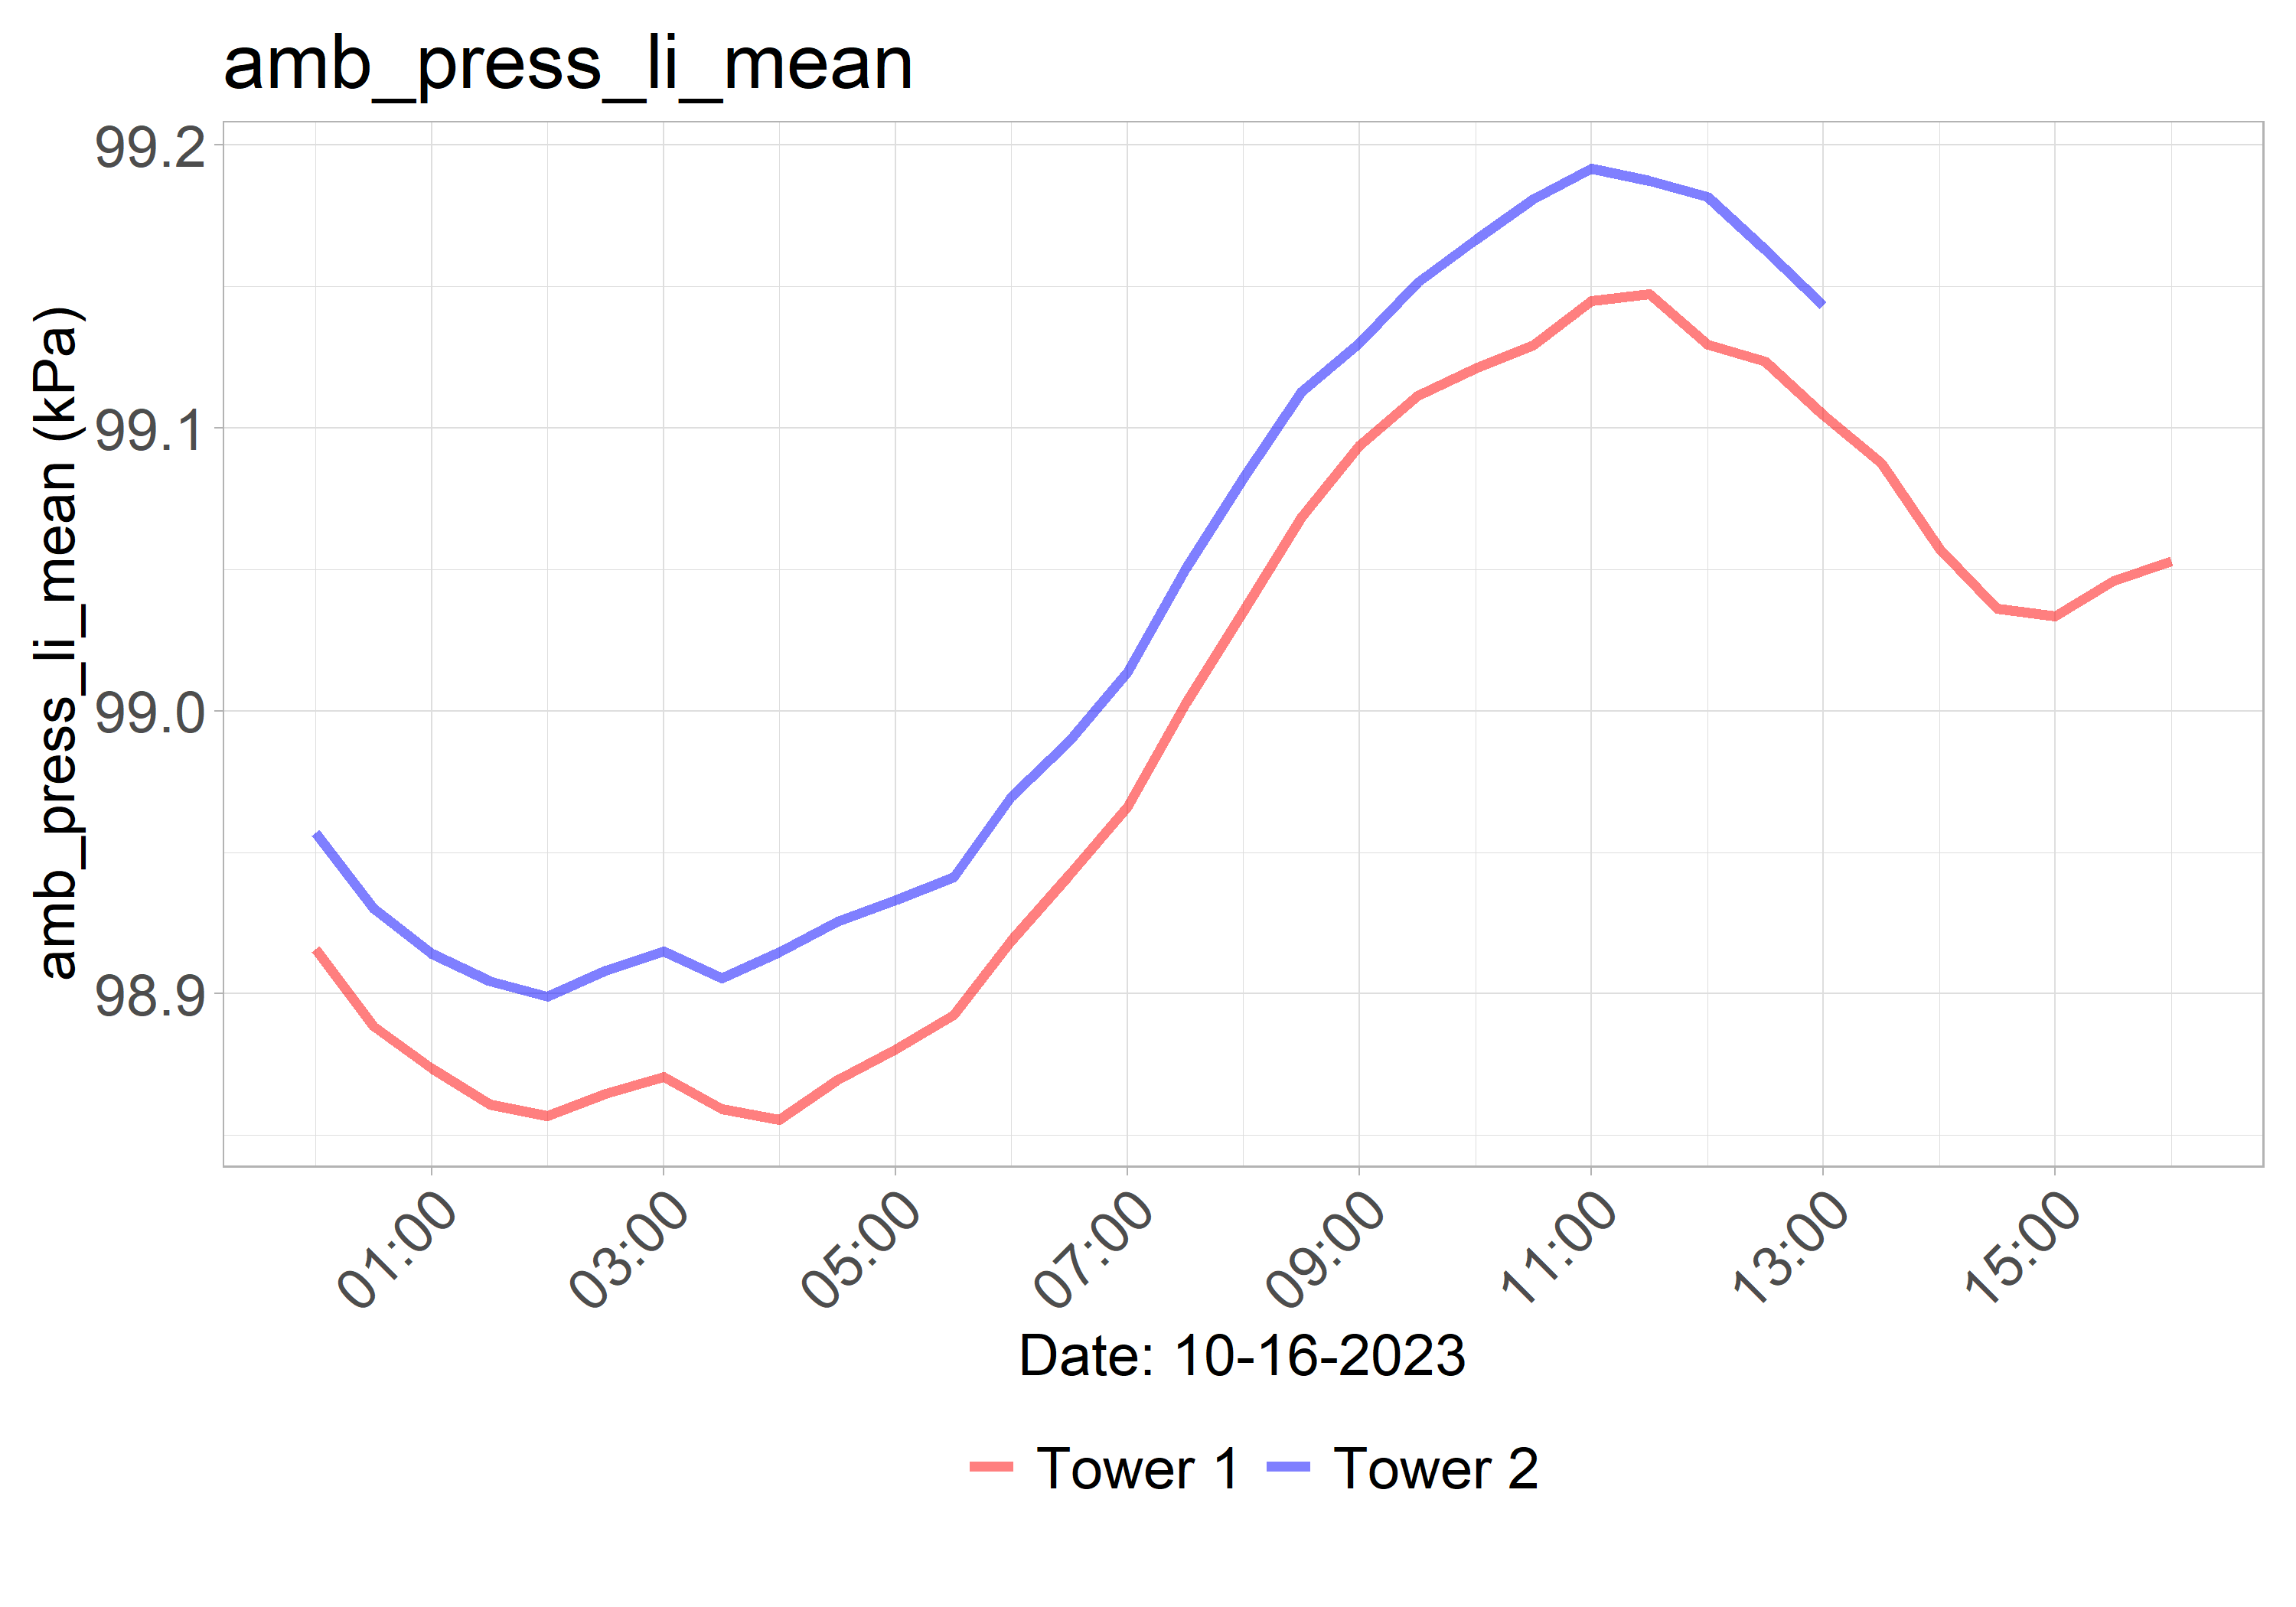 amb_press_li_mean
amb_press_li_mean (kPa)
99.2
99.1
99.0
98.9
01:00
03:00
05:00
07:00
09:00
11:00
13:00
15:00
Date: 10-16-2023
Tower 1
Tower 2